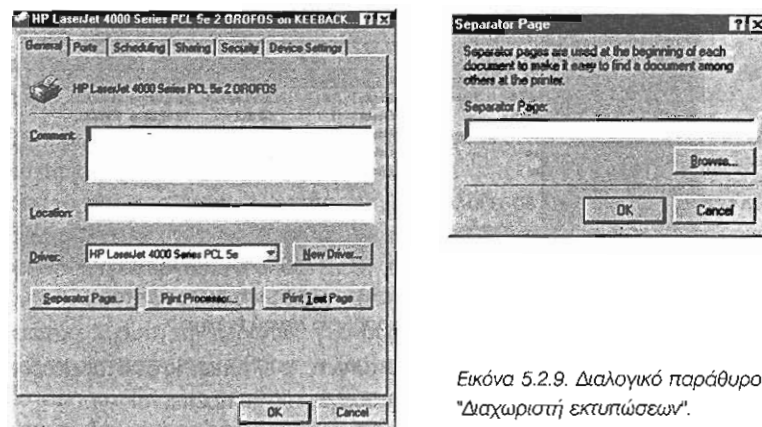 HP LaserJet 4000 Series PCL 5e 2 OROFOS on KEEBACK...
General Ports Scheduling Sharing Security Device Settings
HP LaserJet 4000 Series PCL 5e 2 OROFOS
Comment:
Location:
Driver: HP LaserJet 4000 Series PCL 5e New Driver...
Separator Page... Print Processor... Print Test Page
OK Cancel
Separator Page
Separator pages are used at the beginning of each
document to make it easy to find a document among
others at the printer.
Separator Page:
Browse...
OK Cancel
Εικόνα 5.2.9. Διαλογικό παράθυρο
"Διαχωριστή εκτυπώσεων".